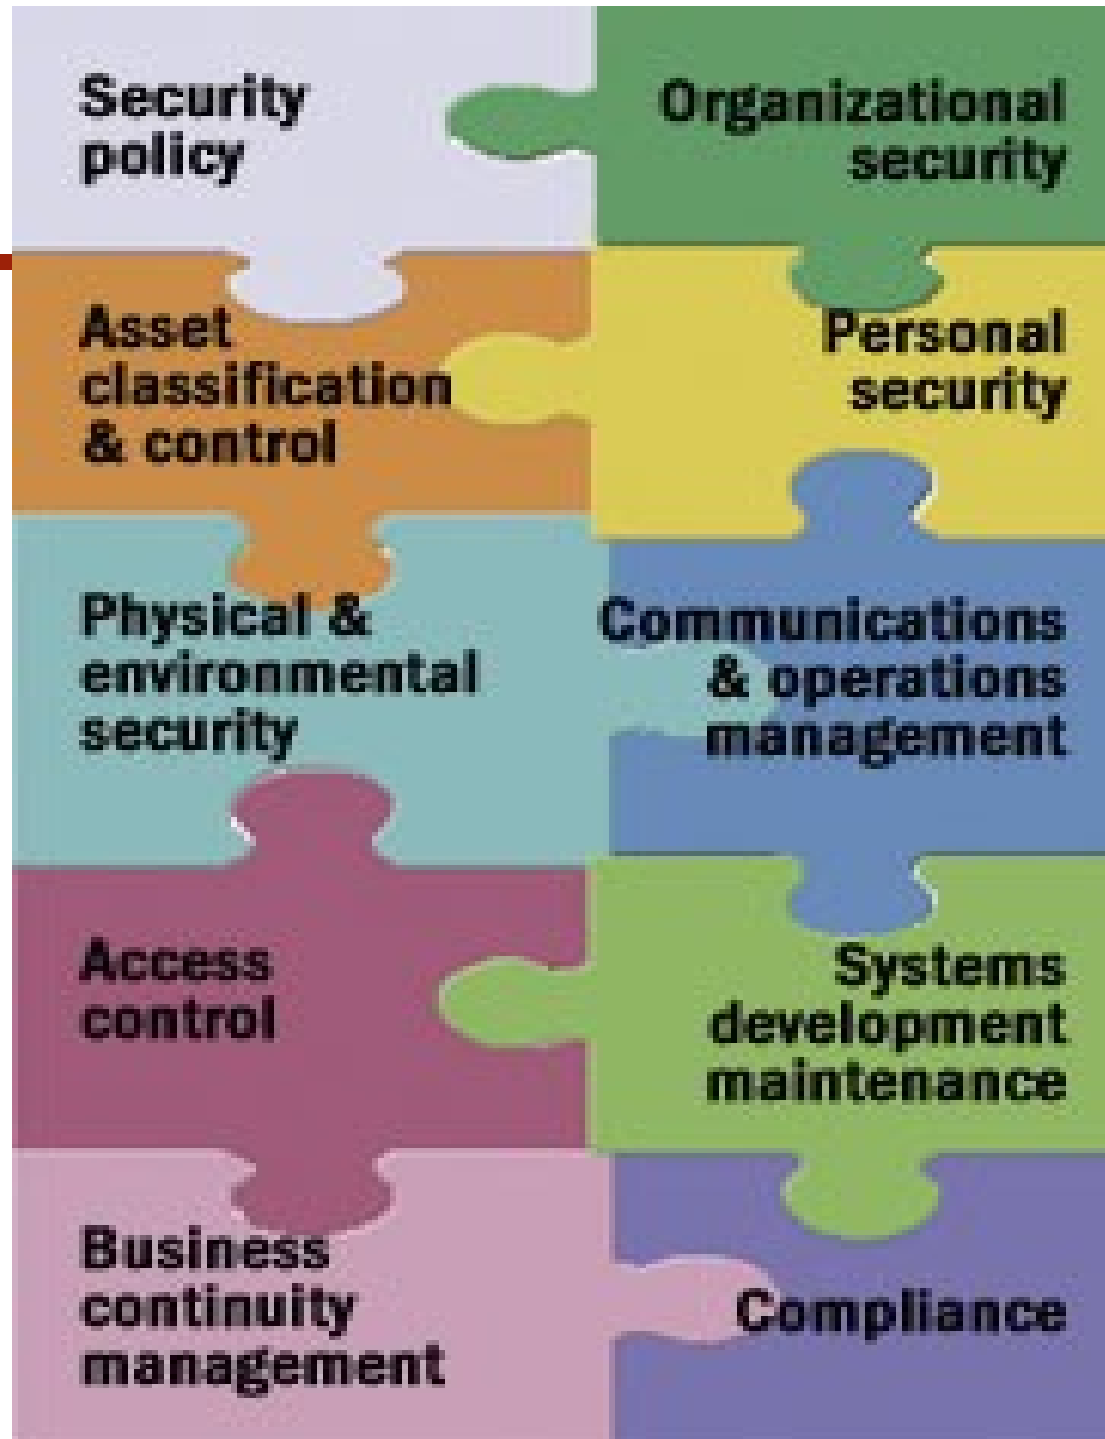 Security
policy
Organizational
security
Asset
classification
& control
Personal
security
Physical &
environmental
security
Communications
& operations
management
Access
control
Systems
development
maintenance
Business
continuity
management
Compliance